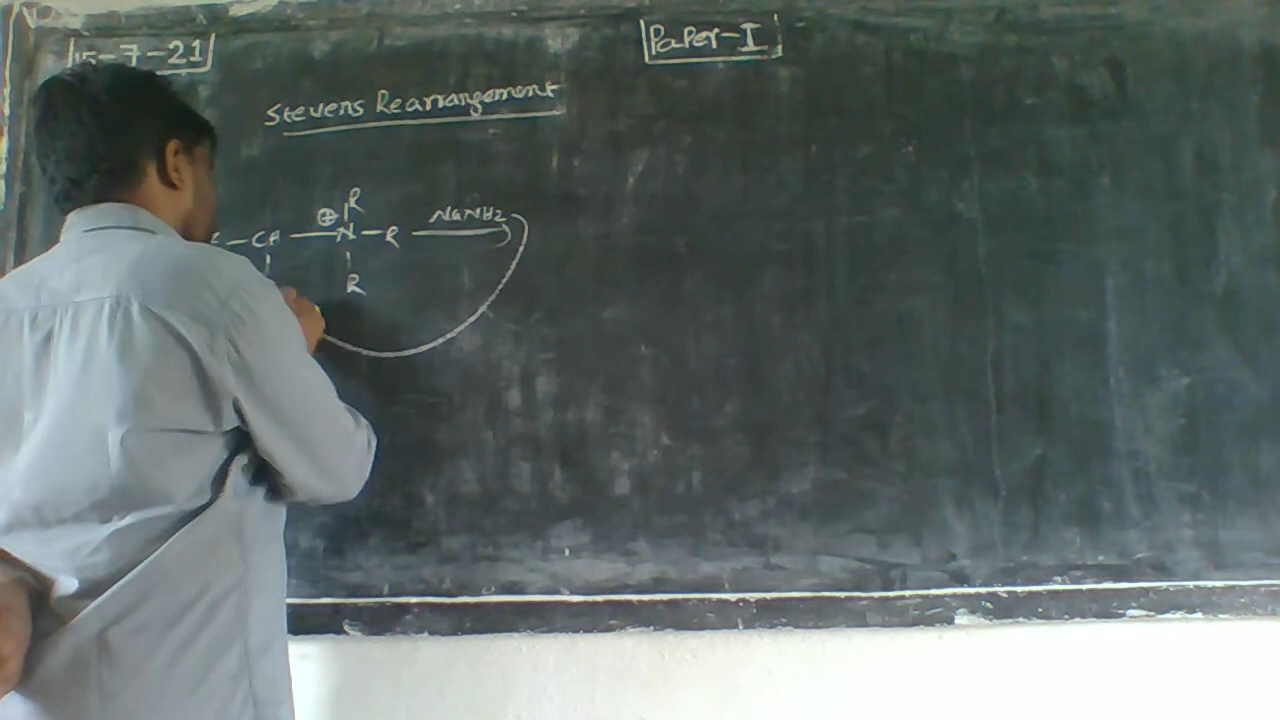 15-7-21
Paper-I
Stevens Rearrangement
R
⊕
-CH — N - R NaNH2
R